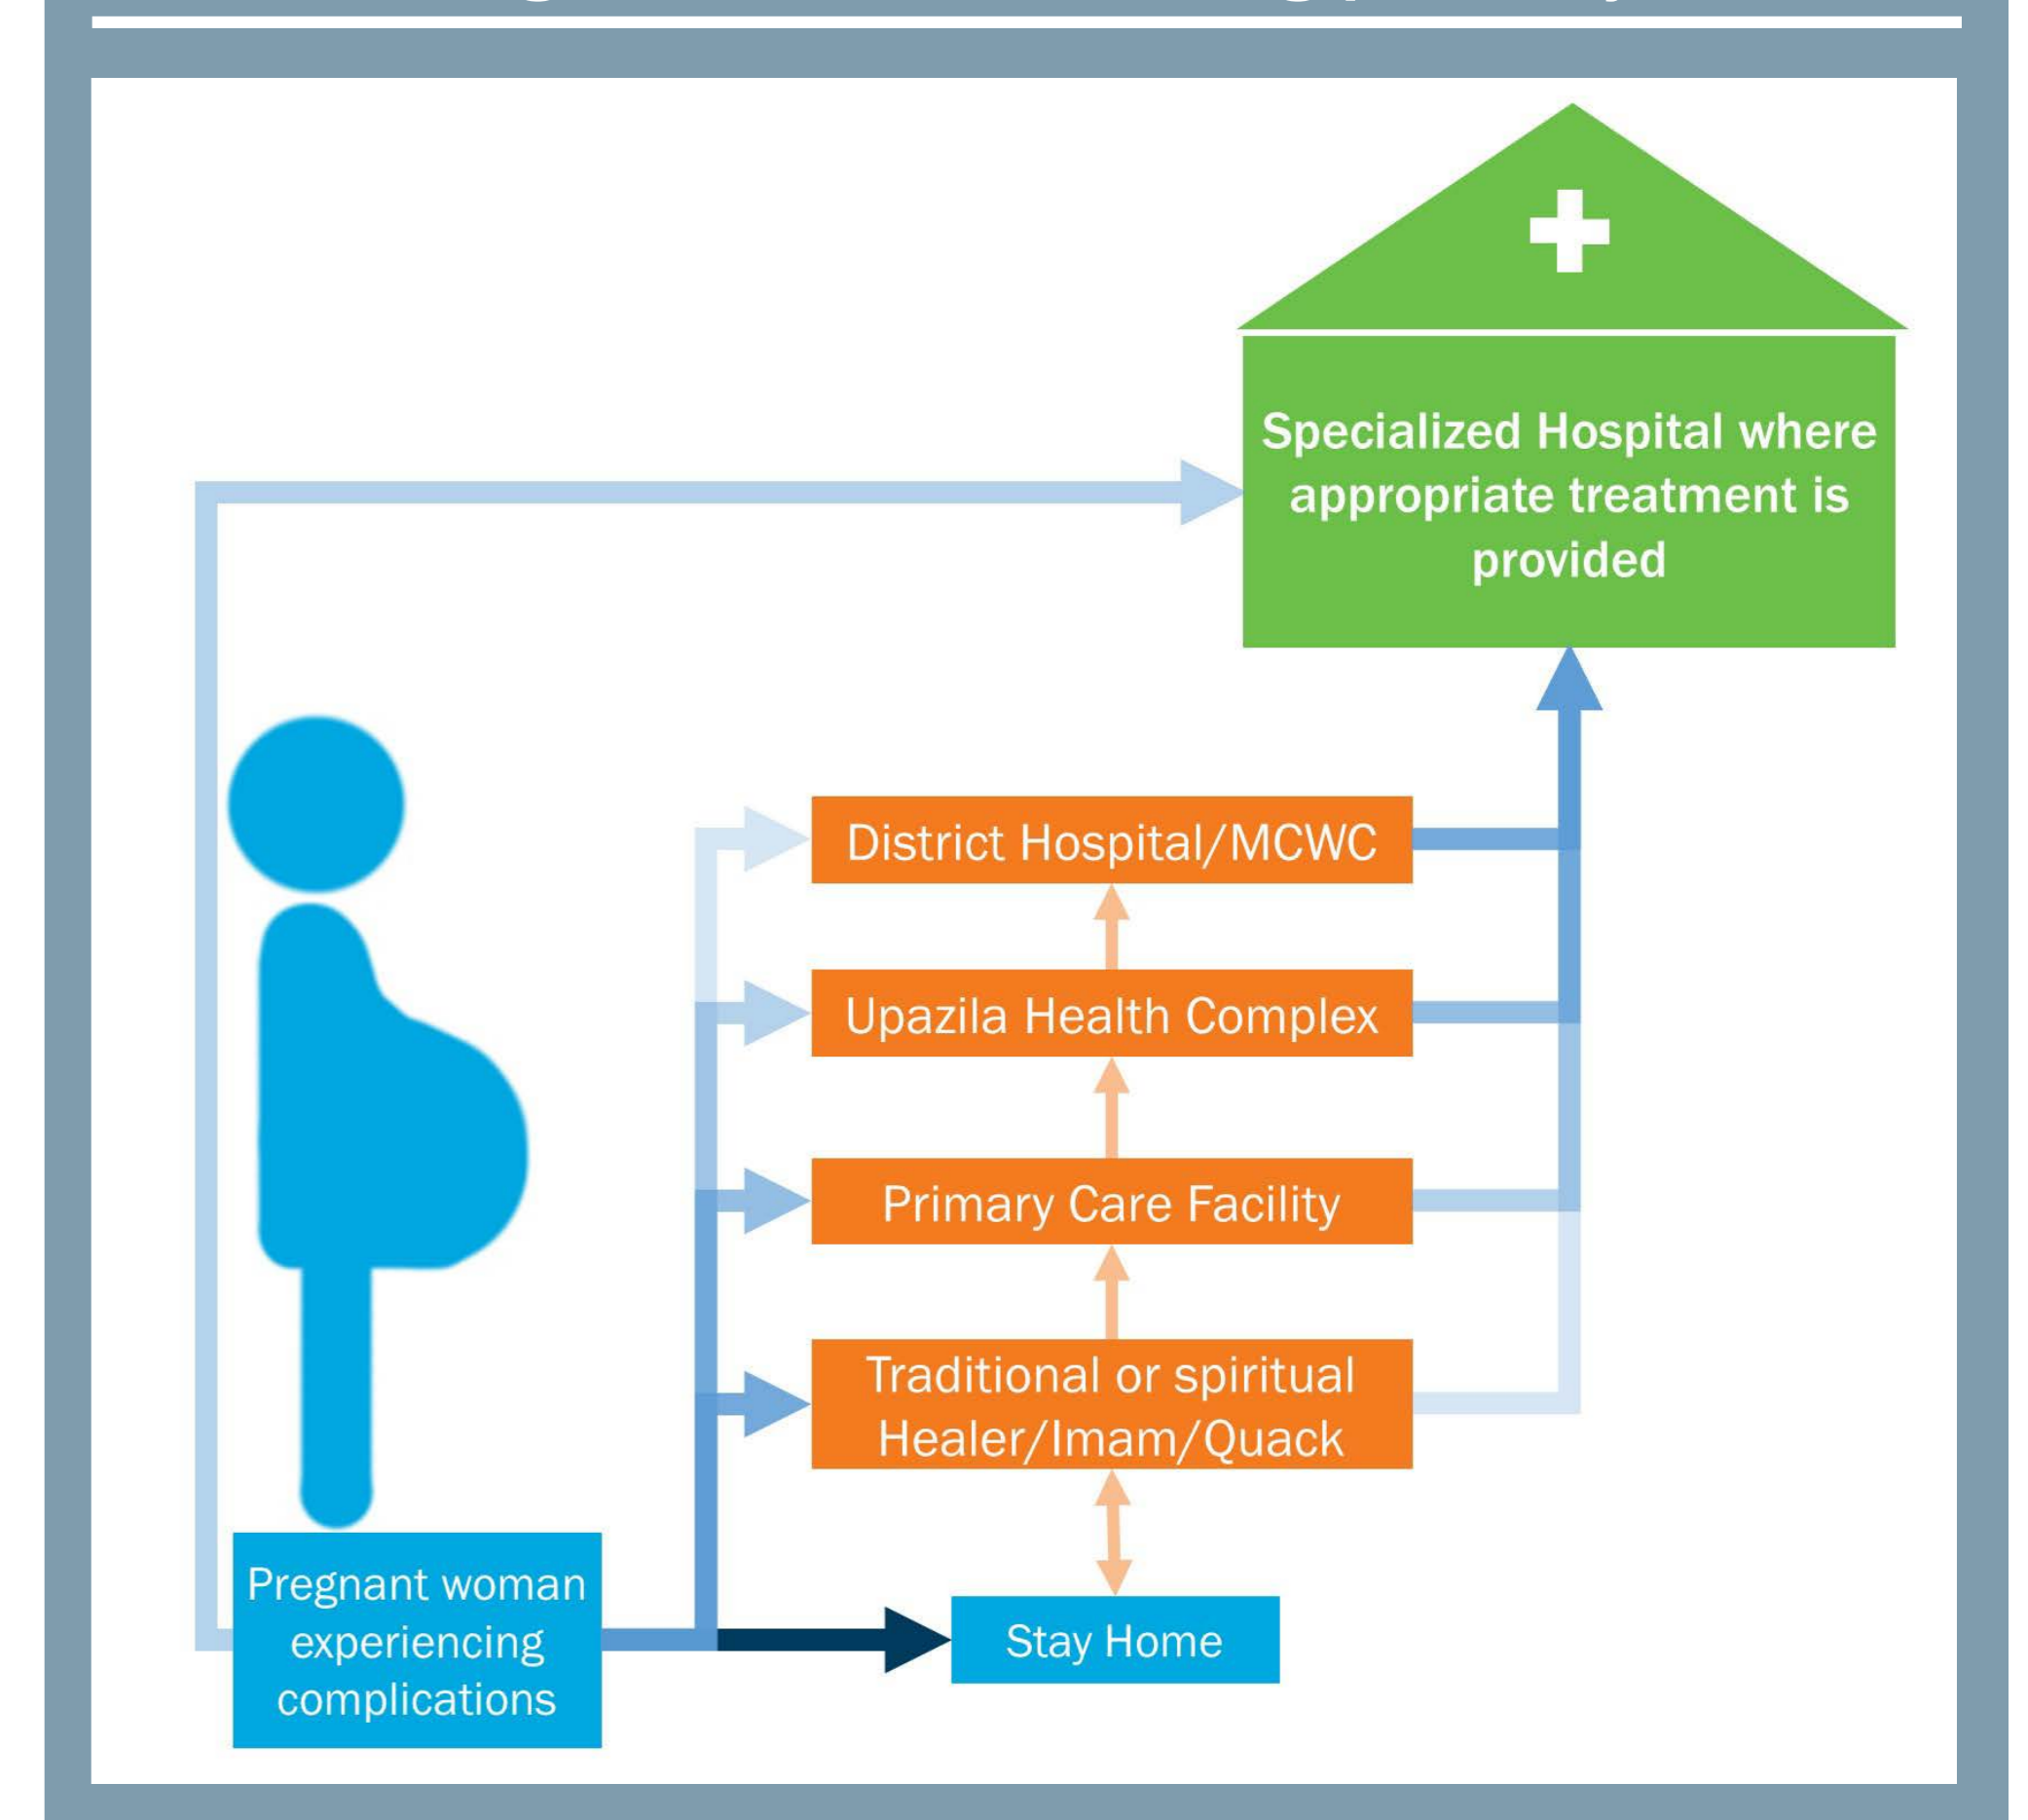 Specialized Hospital where
appropriate treatment is
provided
District Hospital/MCWC
Upazila Health Complex
Primary Care Facility
Traditional or spiritual
Healer/Imam/Quack
Pregnant woman
experiencing
complications
Stay Home